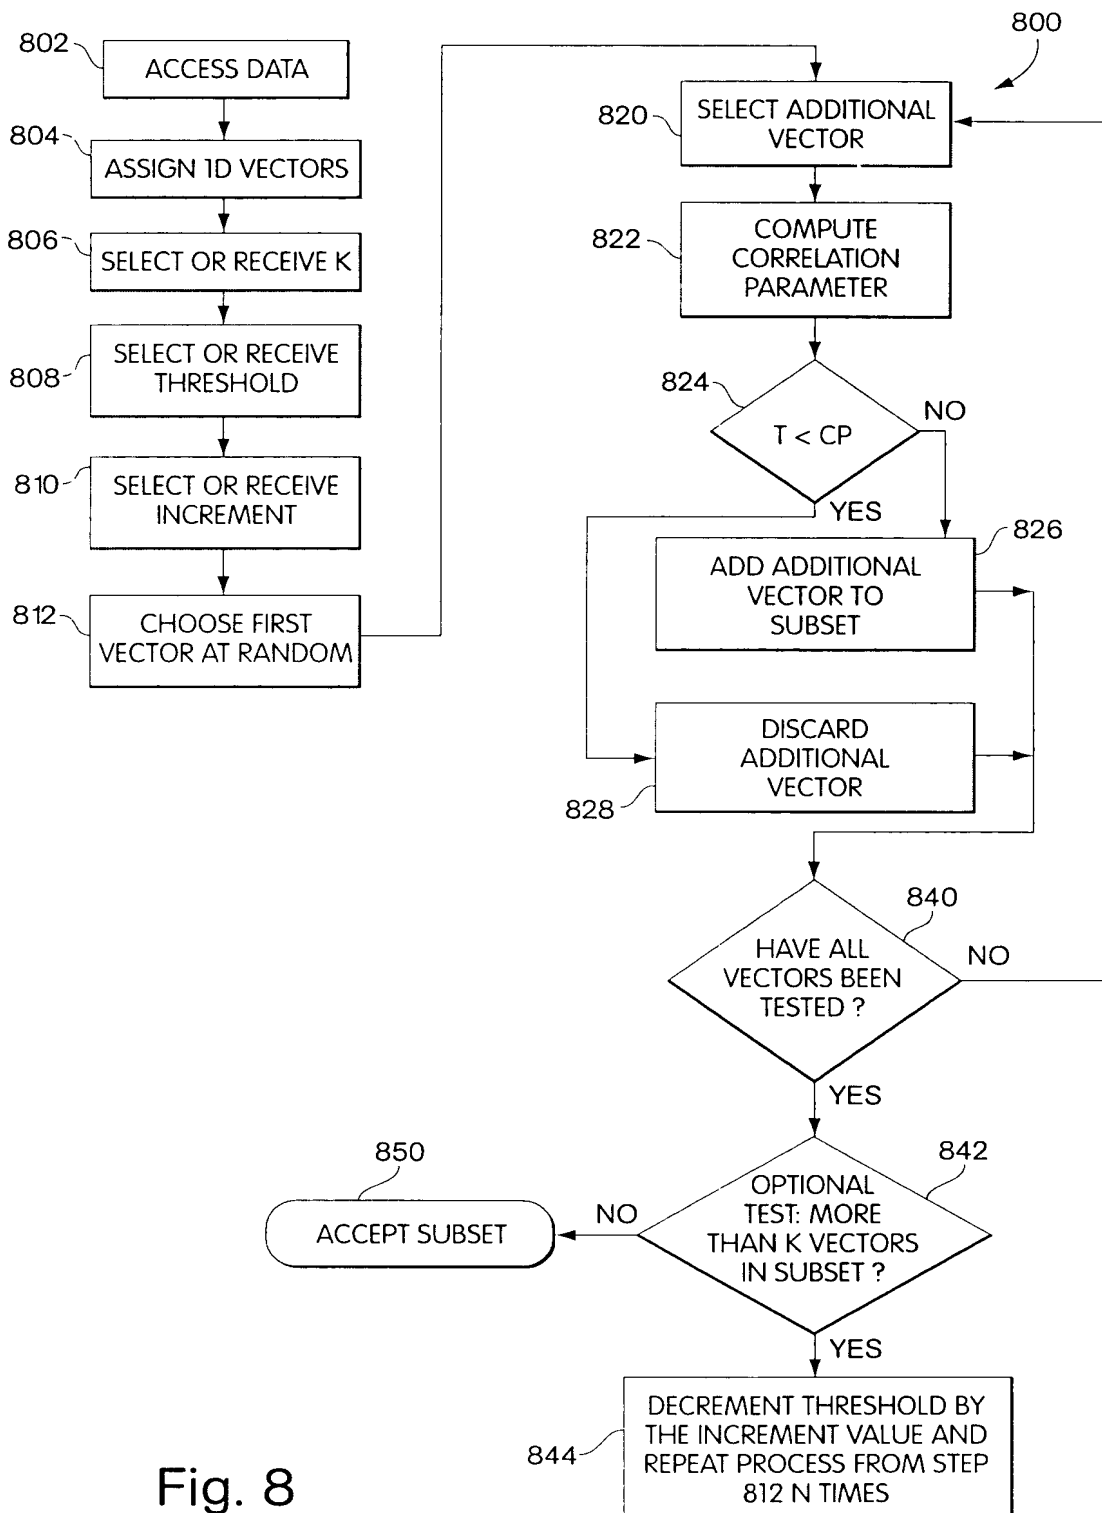 802
ACCESS DATA
804
ASSIGN 1D VECTORS
806
SELECT OR RECEIVE K
808
SELECT OR RECEIVE
THRESHOLD
810
SELECT OR RECEIVE
INCREMENT
812
CHOOSE FIRST
VECTOR AT RANDOM
800
820
SELECT ADDITIONAL
VECTOR
822
COMPUTE
CORRELATION
PARAMETER
824
T < CP
NO
YES
826
ADD ADDITIONAL
VECTOR TO
SUBSET
DISCARD
ADDITIONAL
VECTOR
828
840
HAVE ALL
VECTORS BEEN
TESTED ?
NO
YES
842
OPTIONAL
TEST: MORE
THAN K VECTORS
IN SUBSET ?
NO
850
ACCEPT SUBSET
YES
844
DECREMENT THRESHOLD BY
THE INCREMENT VALUE AND
REPEAT PROCESS FROM STEP
812 N TIMES
Fig. 8